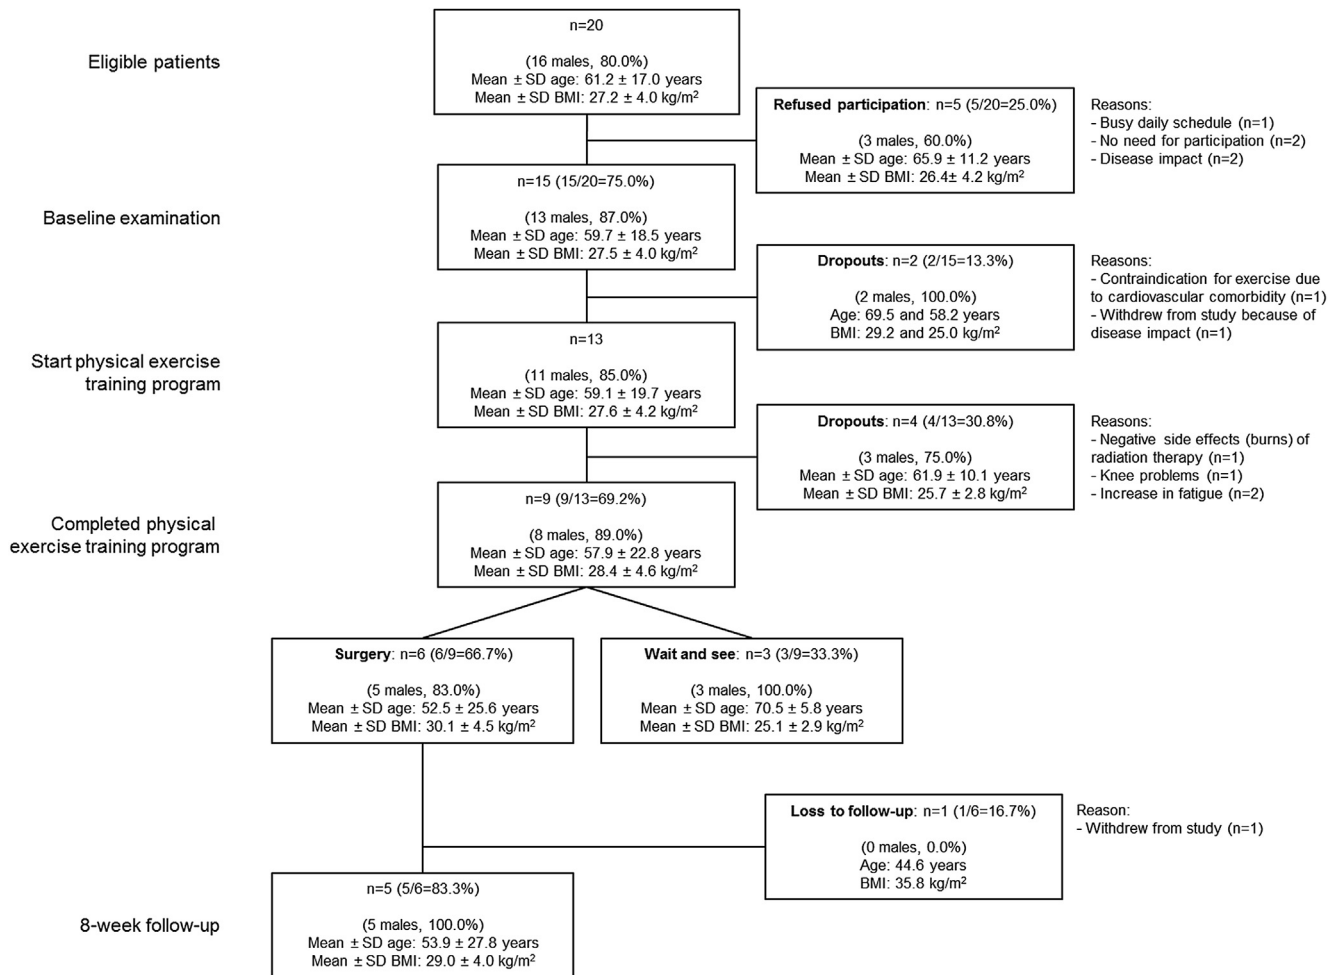 Eligible patients
n=20
(16 males, 80.0%)
Mean ± SD age: 61.2 ± 17.0 years
Mean ± SD BMI: 27.2 ± 4.0 kg/m²
Refused participation: n=5 (5/20=25.0%)
(3 males, 60.0%)
Mean ± SD age: 65.9 ± 11.2 years
Mean ± SD BMI: 26.4± 4.2 kg/m²
Reasons:
- Busy daily schedule (n=1)
- No need for participation (n=2)
- Disease impact (n=2)
Baseline examination
n=15 (15/20=75.0%)
(13 males, 87.0%)
Mean ± SD age: 59.7 ± 18.5 years
Mean ± SD BMI: 27.5 ± 4.0 kg/m²
Dropouts: n=2 (2/15=13.3%)
(2 males, 100.0%)
Age: 69.5 and 58.2 years
BMI: 29.2 and 25.0 kg/m²
Reasons:
- Contraindication for exercise due
to cardiovascular comorbidity (n=1)
- Withdrew from study because of
disease impact (n=1)
Start physical exercise
training program
n=13
(11 males, 85.0%)
Mean ± SD age: 59.1 ± 19.7 years
Mean ± SD BMI: 27.6 ± 4.2 kg/m²
Dropouts: n=4 (4/13=30.8%)
(3 males, 75.0%)
Mean ± SD age: 61.9 ± 10.1 years
Mean ± SD BMI: 25.7 ± 2.8 kg/m²
Reasons:
- Negative side effects (burns) of
radiation therapy (n=1)
- Knee problems (n=1)
- Increase in fatigue (n=2)
Completed physical
exercise training program
n=9 (9/13=69.2%)
(8 males, 89.0%)
Mean ± SD age: 57.9 ± 22.8 years
Mean ± SD BMI: 28.4 ± 4.6 kg/m²
Surgery: n=6 (6/9=66.7%)
(5 males, 83.0%)
Mean ± SD age: 52.5 ± 25.6 years
Mean ± SD BMI: 30.1 ± 4.5 kg/m²
Wait and see: n=3 (3/9=33.3%)
(3 males, 100.0%)
Mean ± SD age: 70.5 ± 5.8 years
Mean ± SD BMI: 25.1 ± 2.9 kg/m²
Loss to follow-up: n=1 (1/6=16.7%)
(0 males, 0.0%)
Age: 44.6 years
BMI: 35.8 kg/m²
Reason:
- Withdrew from study (n=1)
8-week follow-up
n=5 (5/6=83.3%)
(5 males, 100.0%)
Mean ± SD age: 53.9 ± 27.8 years
Mean ± SD BMI: 29.0 ± 4.0 kg/m²